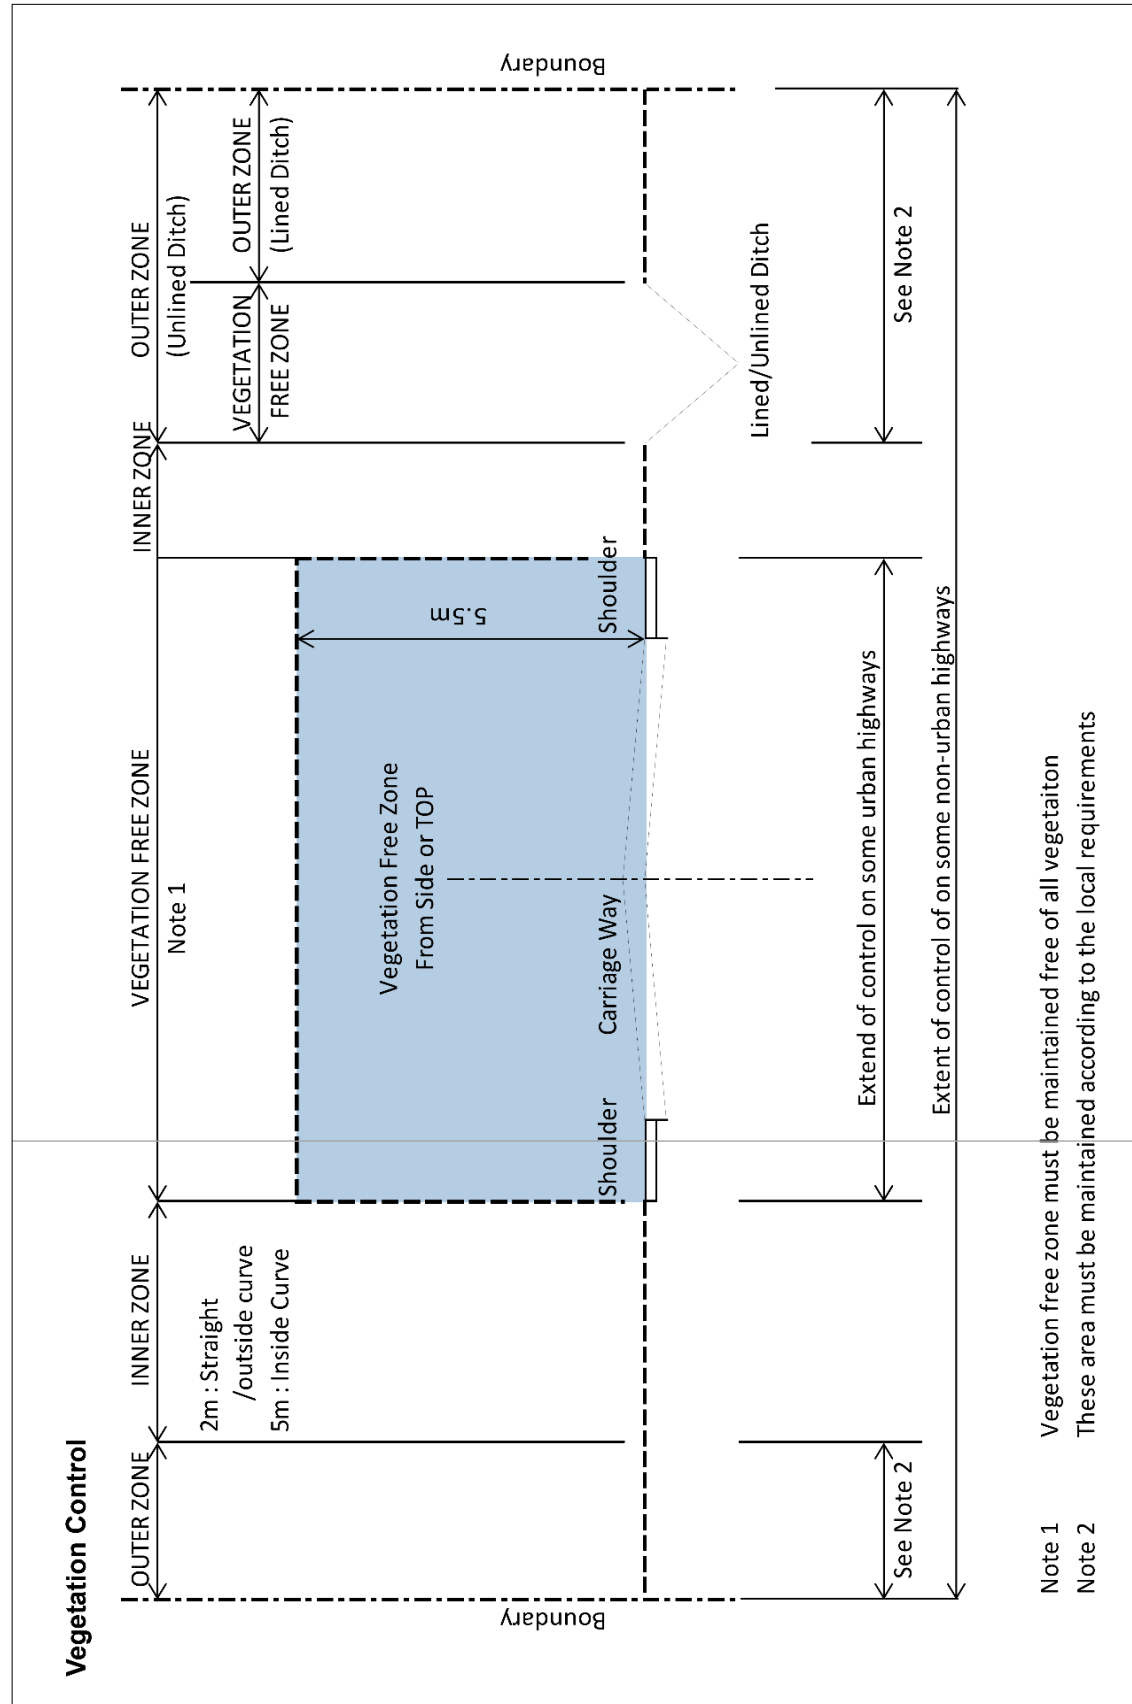 Vegetation Control
OUTER ZONE
INNER ZONE
VEGETATION FREE ZONE
Note 1
INNER ZONE
OUTER ZONE
(Unlined Ditch)
2m : Straight
/outside curve
5m : Inside Curve
VEGETATION
FREE ZONE
OUTER ZONE
(Lined Ditch)
Vegetation Free Zone
From Side or TOP
5.5m
Boundary
Boundary
Shoulder
Carriage Way
Shoulder
Lined/Unlined Ditch
See Note 2
Extend of control on some urban highways
See Note 2
Extent of control of on some non-urban highways
Note 1 Vegetation free zone must be maintained free of all vegetaiton
Note 2 These area must be maintained according to the local requirements